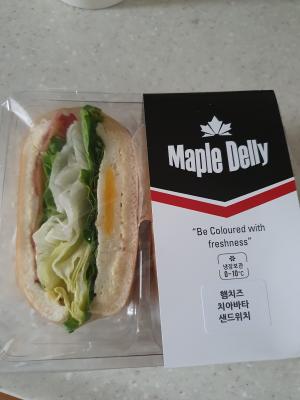 Maple Delly
"Be Coloured with
freshness"
냉장보관
0~10℃
햄치즈
치아바타
샌드위치